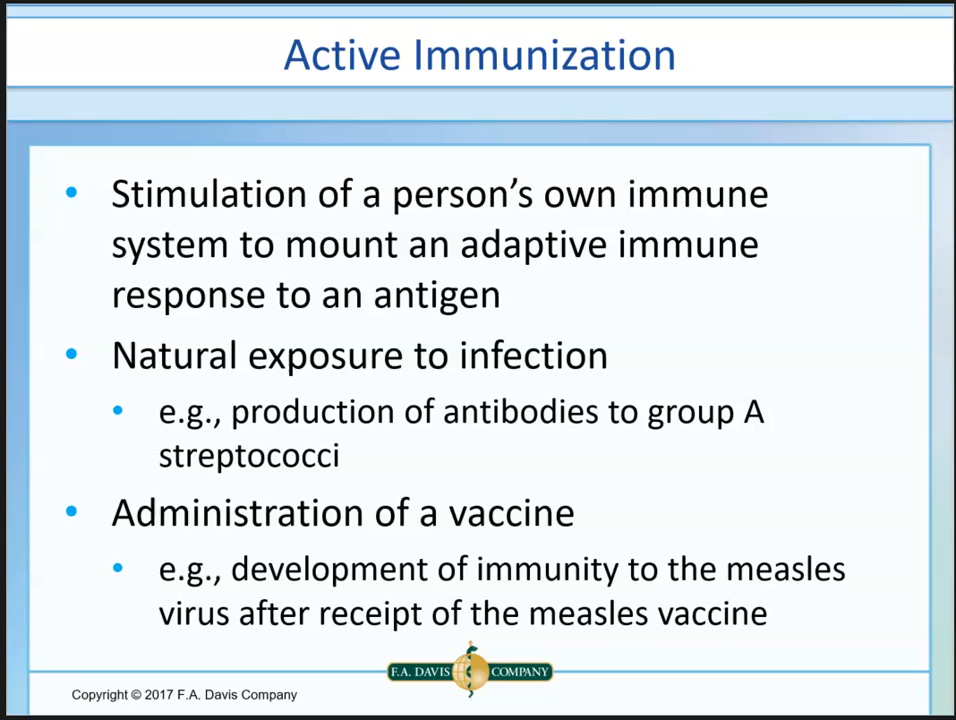 Active Immunization
• Stimulation of a person’s own immune
system to mount an adaptive immune
response to an antigen
• Natural exposure to infection
• e.g., production of antibodies to group A
streptococci
• Administration of a vaccine
• e.g., development of immunity to the measles
virus after receipt of the measles vaccine
F.A. DAVIS COMPANY
Copyright © 2017 F.A. Davis Company